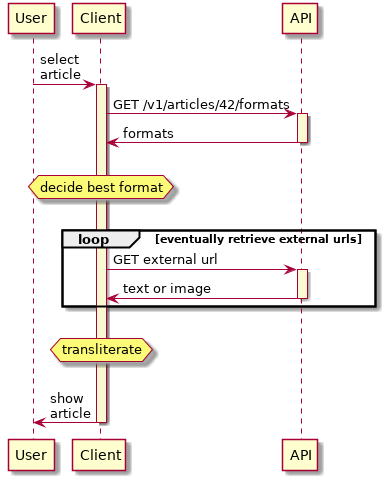 User Client API
select
article
GET /v1/articles/42/formats
formats
decide best format
loop [eventually retrieve external urls]
GET external url
text or image
transliterate
show
article
User Client API